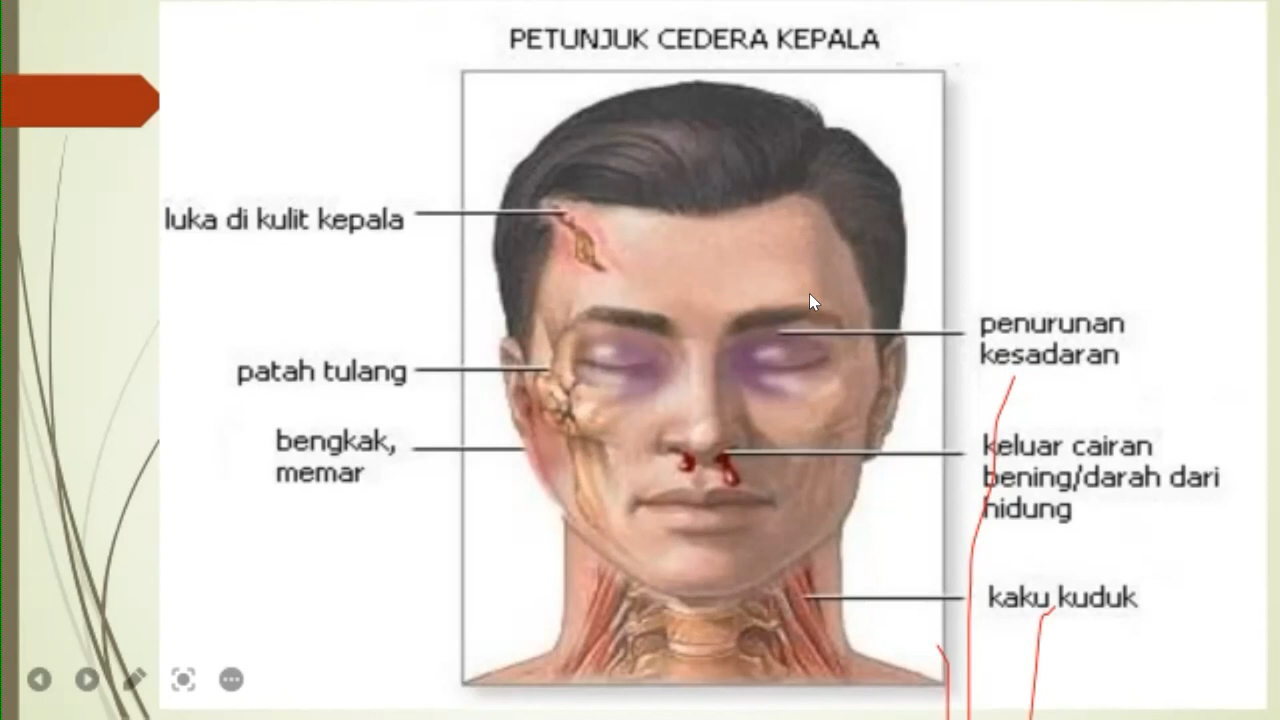 PETUNJUK CEDERA KEPALA
luka di kulit kepala
patah tulang
bengkak,
memar
penurunan
kesadaran
keluar cairan
bening/darah dari
hidung
kaku kuduk